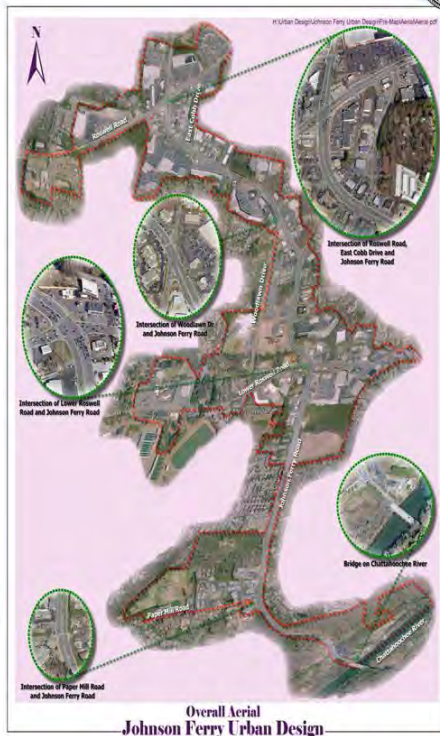 H:\Urban Design\Johnson Ferry Urban Design\Pre-Map\Aerial\Aerial.pdf
N
Roswell Road
East Cobb Drive
Intersection of Roswell Road,
East Cobb Drive and
Johnson Ferry Road
Woodlawn Drive
Intersection of Woodlawn Dr.
and Johnson Ferry Road
Lower Roswell Road
Intersection of Lower Roswell
Road and Johnson Ferry Road
Johnson Ferry Road
Bridge on Chattahoochee River
Paper Mill Road
Chattahoochee River
Intersection of Paper Mill Road
and Johnson Ferry Road
Overall Aerial
Johnson Ferry Urban Design